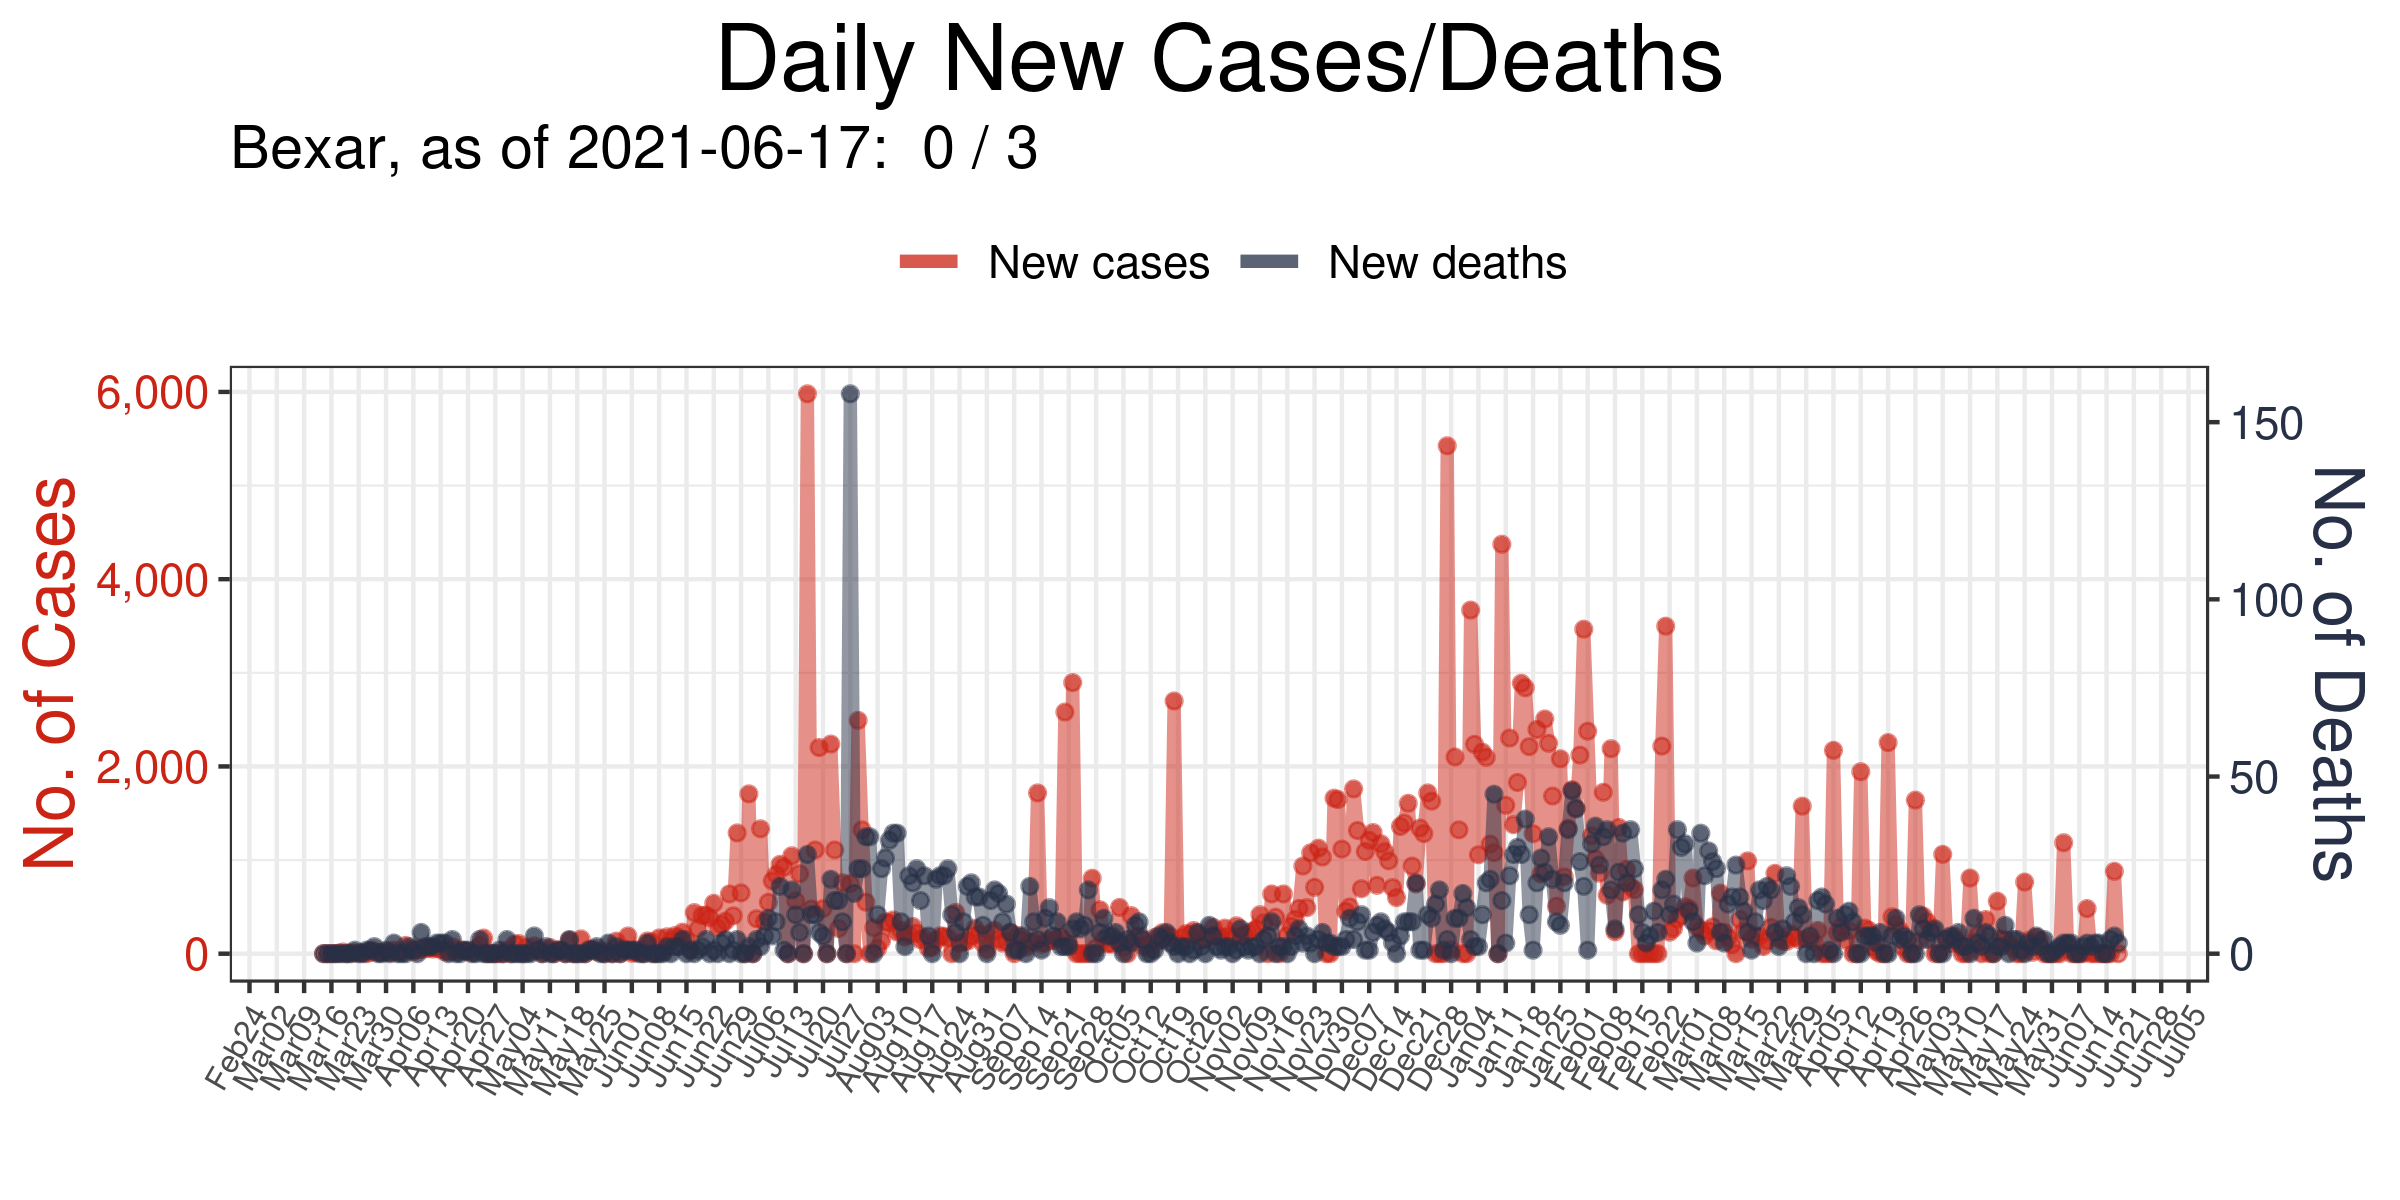 Daily New Cases/Deaths
Bexar, as of 2021-06-17:  0 / 3
New cases
New deaths
No. of Cases
6,000
4,000
2,000
0
150
100
50
0
No. of Deaths
Feb24
Mar02
Mar09
Mar16
Mar23
Mar30
Apr06
Apr13
Apr20
Apr27
May04
May11
May18
May25
Jun01
Jun08
Jun15
Jun22
Jun29
Jul06
Jul13
Jul20
Jul27
Aug03
Aug10
Aug17
Aug24
Aug31
Sep07
Sep14
Sep21
Sep28
Oct05
Oct12
Oct19
Oct26
Nov02
Nov09
Nov16
Nov23
Nov30
Dec07
Dec14
Dec21
Dec28
Jan04
Jan11
Jan18
Jan25
Feb01
Feb08
Feb15
Feb22
Mar01
Mar08
Mar15
Mar22
Mar29
Apr05
Apr12
Apr19
Apr26
May03
May10
May17
May24
May31
Jun07
Jun14
Jun21
Jun28
Jul05